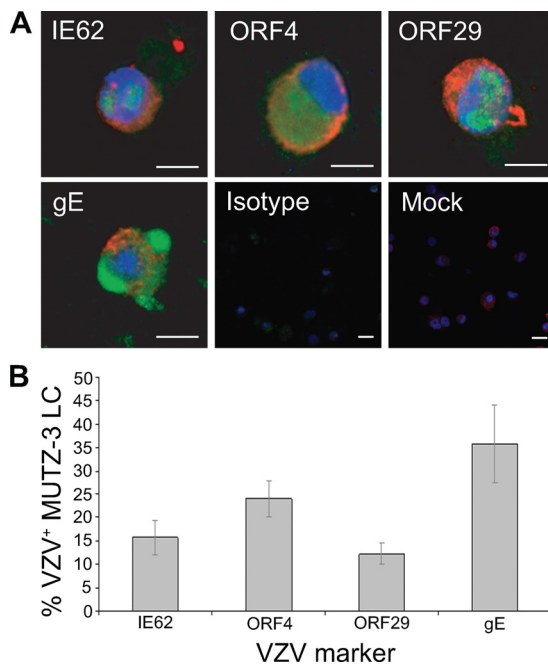 A
IE62 ORF4 ORF29
gE Isotype Mock
B
% VZV+ MUTZ-3 LC
50
45
40
35
30
25
20
15
10
5
0
IE62 ORF4 ORF29 gE
VZV marker